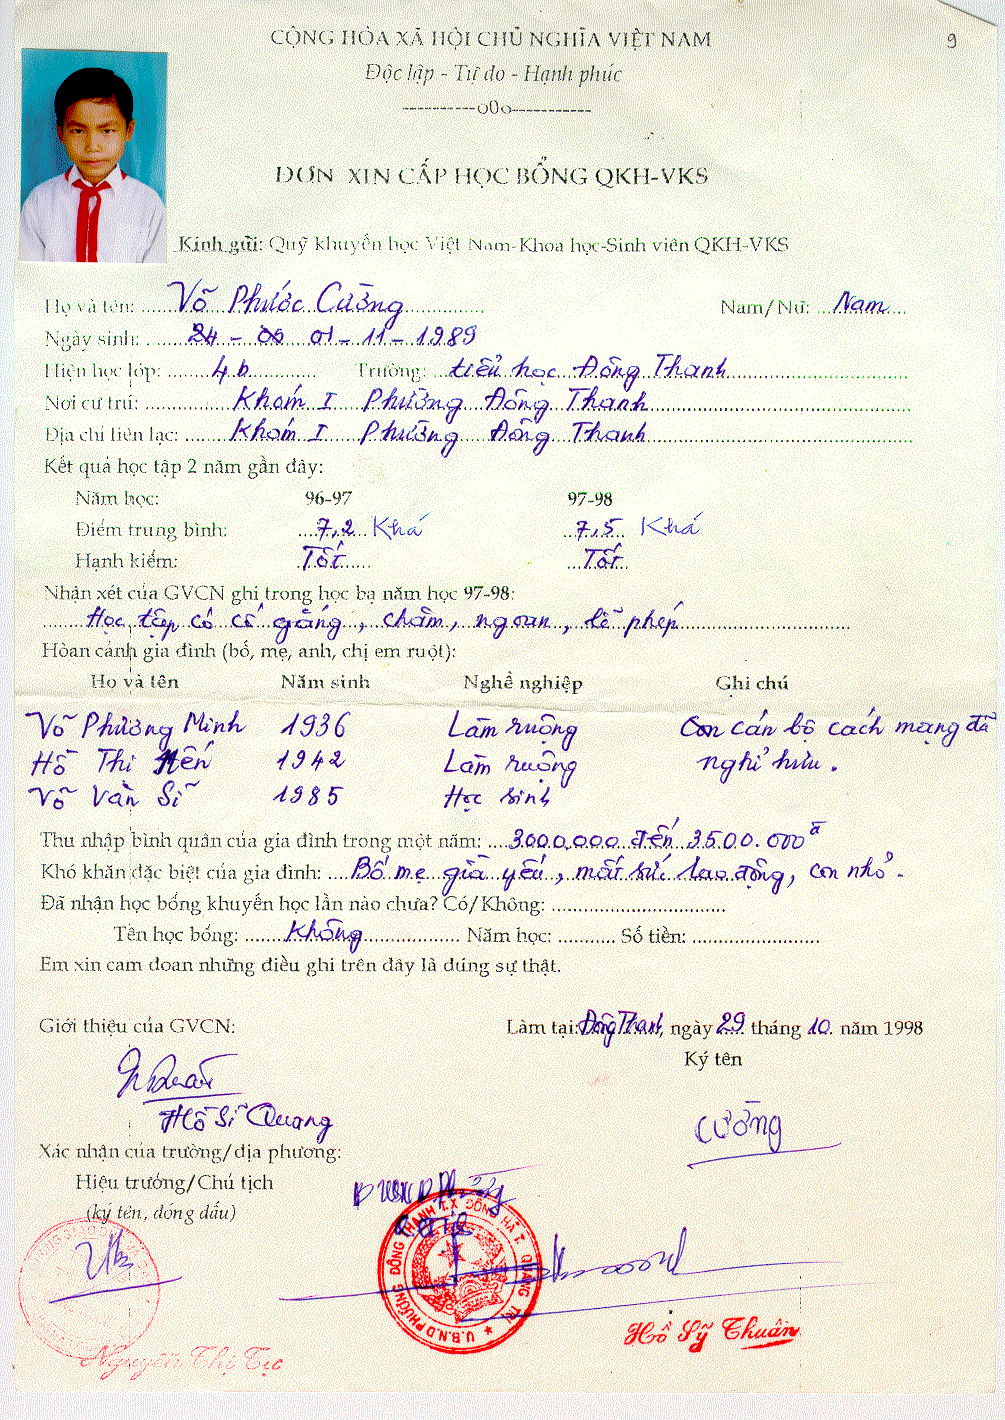 CỘNG HÒA XÃ HỘI CHỦ NGHĨA VIỆT NAM
9
Độc lập - Tự do - Hạnh phúc
----------o0o-----------
ĐƠN XIN CẤP HỌC BỔNG QKH-VKS
Kính gửi: Quỹ khuyến học Việt Nam-Khoa học-Sinh viên QKH-VKS
Họ và tên: Võ Phước Cường Nam/Nữ: Nam
Ngày sinh: 24 - 01 - 11 - 1989
Hiện học lớp: 4b Trường: tiểu học Đông Thanh
Nơi cư trú: Khóm I Phường Đông Thanh
Địa chỉ liên lạc: Khóm I Phường Đông Thanh
Kết quả học tập 2 năm gần đây:
Năm học: 96-97 97-98
Điểm trung bình: 7,2 Khá 7,5 Khá
Hạnh kiểm: Tốt Tốt
Nhận xét của GVCN ghi trong học bạ năm học 97-98:
Học tập có cố gắng, chăm, ngoan, lễ phép
Hòan cảnh gia đình (bố, mẹ, anh, chị em ruột):
Họ và tên Năm sinh Nghề nghiệp Ghi chú
Võ Phương Minh 1936 Làm ruộng Con cán bộ cách mạng đã
Hồ Thị Nến 1942 Làm ruộng nghỉ hưu.
Võ Văn Sĩ 1985 Học sinh
Thu nhập bình quân của gia đình trong một năm: 3000.000 đến 3500.000đ
Khó khăn đặc biệt của gia đình: Bố mẹ già yếu, mất sức lao động, con nhỏ.
Đã nhận học bổng khuyến học lần nào chưa? Có/Không:
Tên học bổng: Không Năm học: Số tiền:
Em xin cam đoan những điều ghi trên đây là đúng sự thật.
Giới thiệu của GVCN: Làm tại: Đông Thanh, ngày 29 tháng 10 năm 1998
Ký tên
Hồ Sĩ Quang
Cường
Xác nhận của trường/địa phương:
Hiệu trưởng/Chủ tịch
(ký tên, đóng dấu)
U.B.N.D PHƯỜNG ĐÔNG THANH T.X ĐÔNG HÀ T. QUẢNG TRỊ
Hồ Sỹ Thuân
Nguyễn Thị Tục